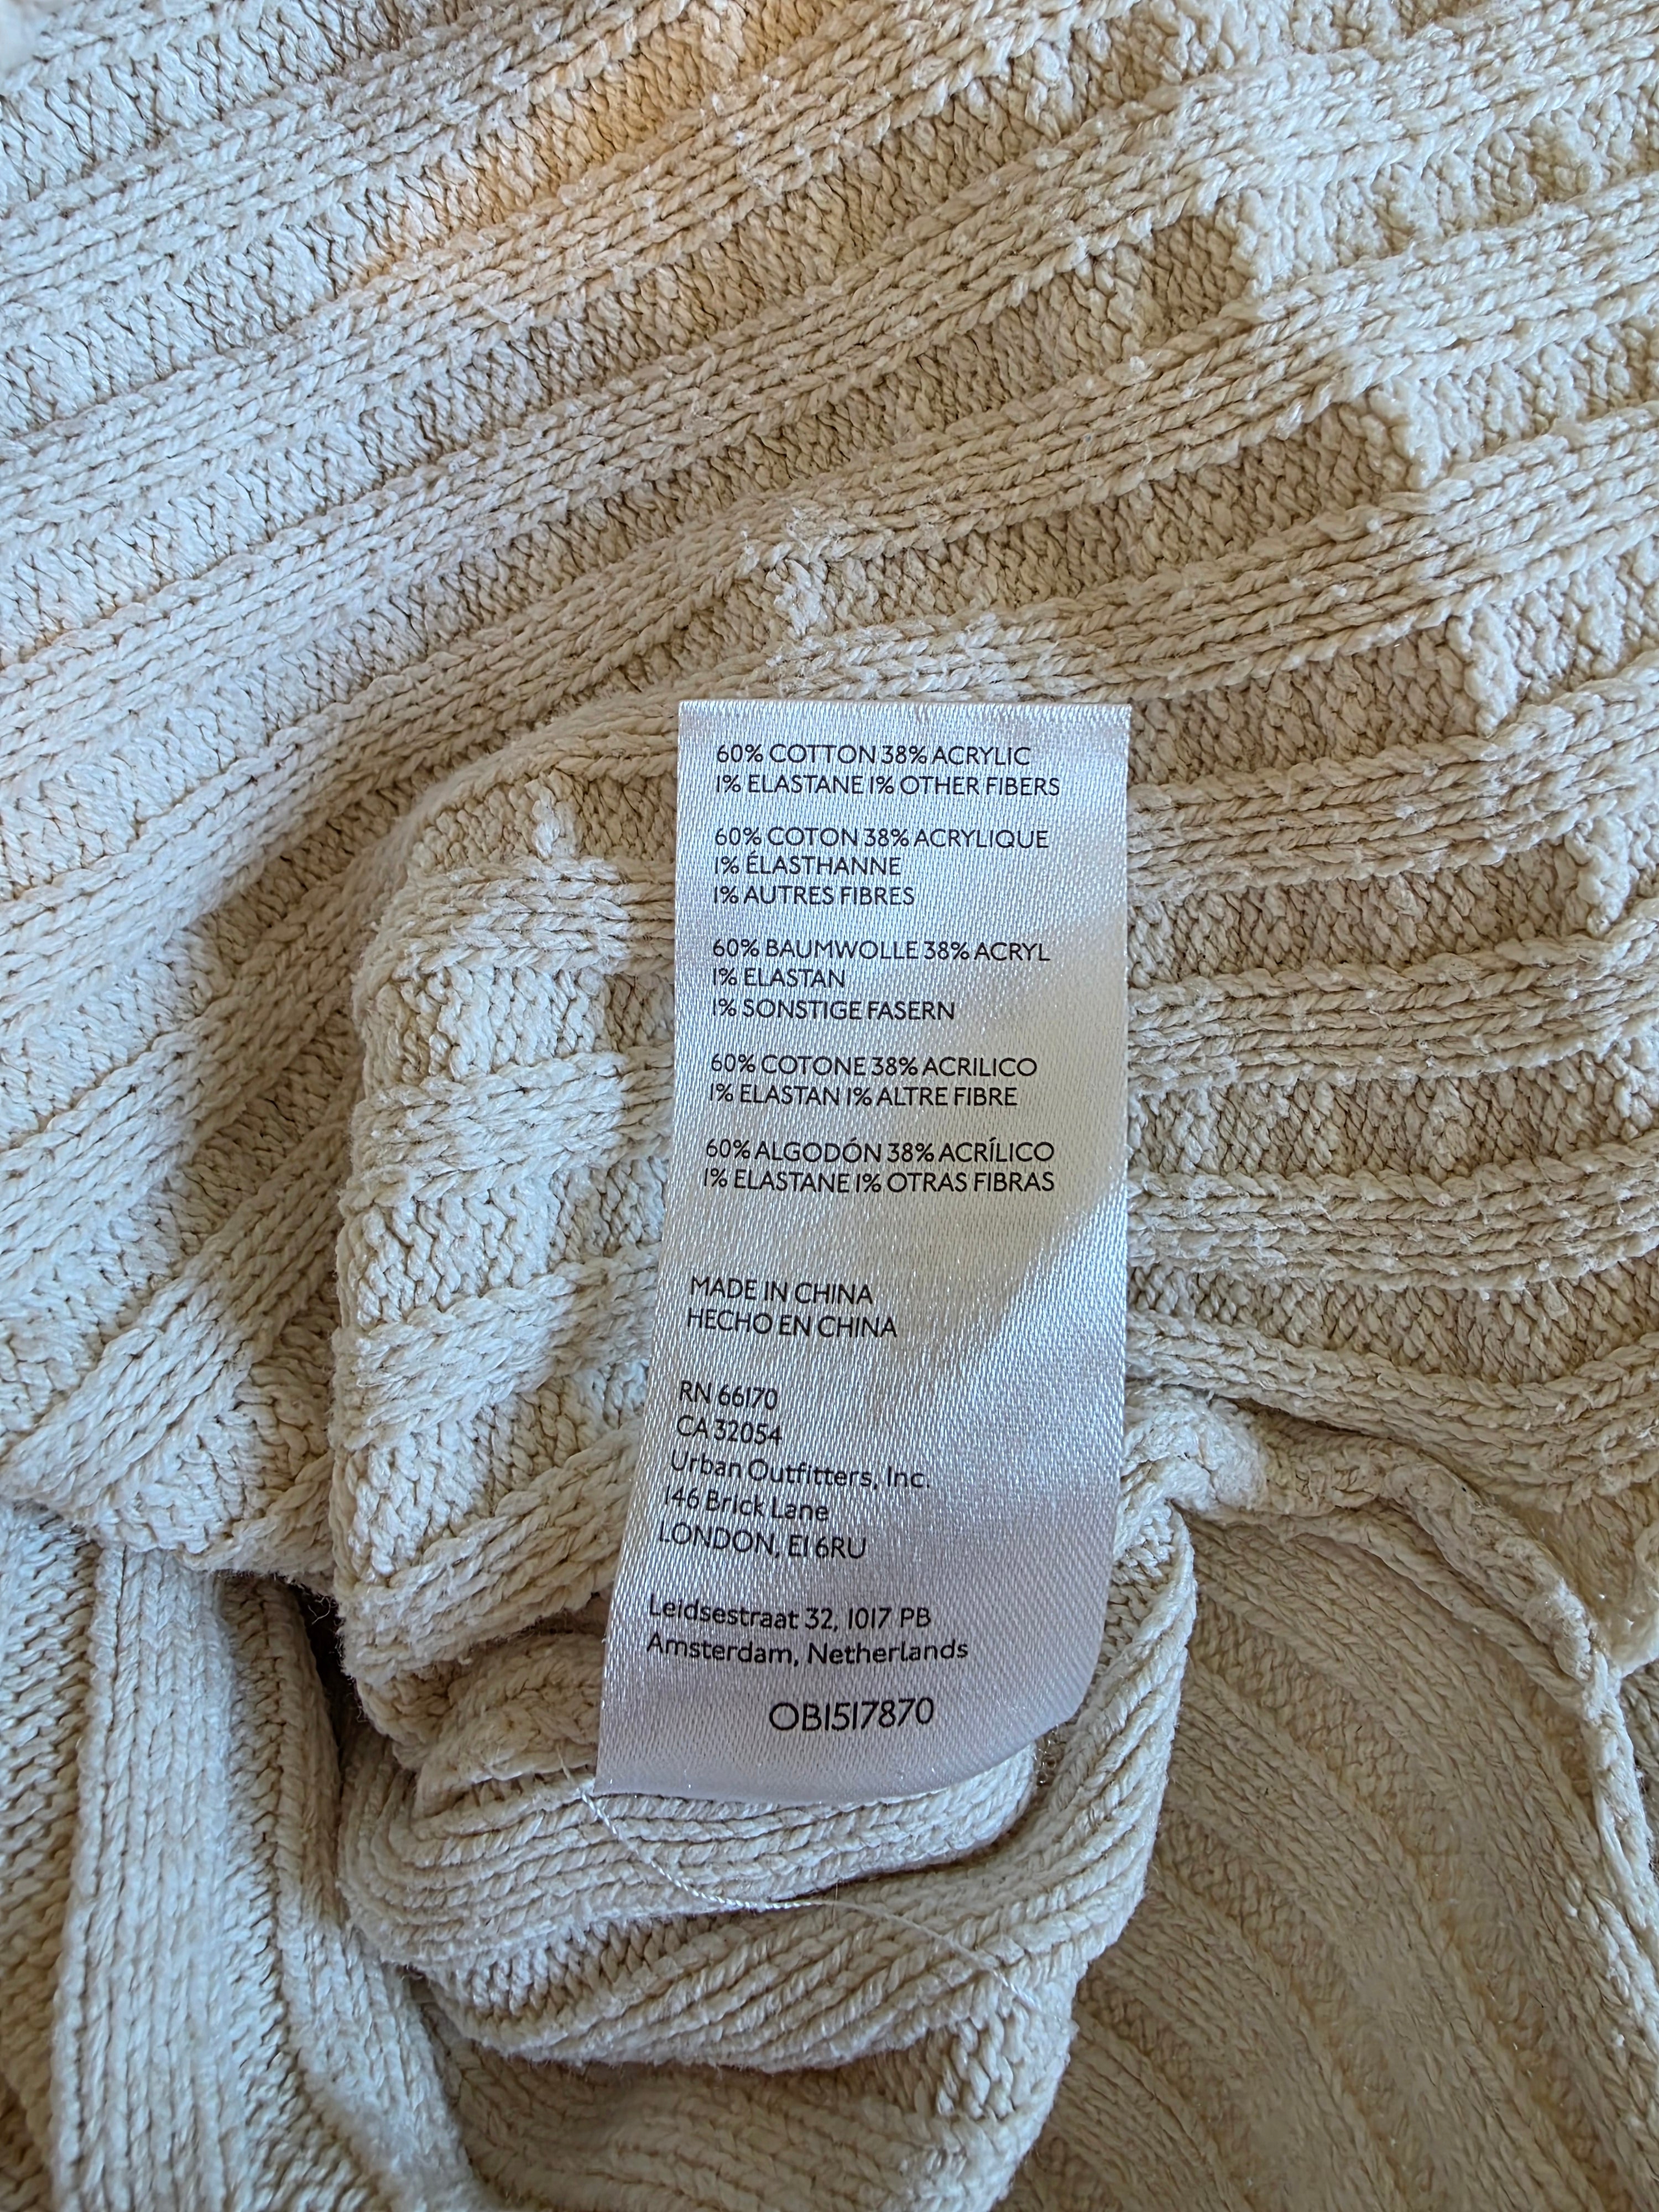 60% COTTON 38% ACRYLIC
1% ELASTANE 1% OTHER FIBERS
60% COTON 38% ACRYLIQUE
1% ÉLASTHANNE
1% AUTRES FIBRES
60% BAUMWOLLE 38% ACRYL
1% ELASTAN
1% SONSTIGE FASERN
60% COTONE 38% ACRILICO
1% ELASTAN 1% ALTRE FIBRE
60% ALGODÓN 38% ACRÍLICO
1% ELASTANE 1% OTRAS FIBRAS
MADE IN CHINA
HECHO EN CHINA
RN 66170
CA 32054
Urban Outfitters, Inc.
146 Brick Lane
LONDON, E1 6RU
Leidsestraat 32, 1017 PB
Amsterdam, Netherlands
OB1517870